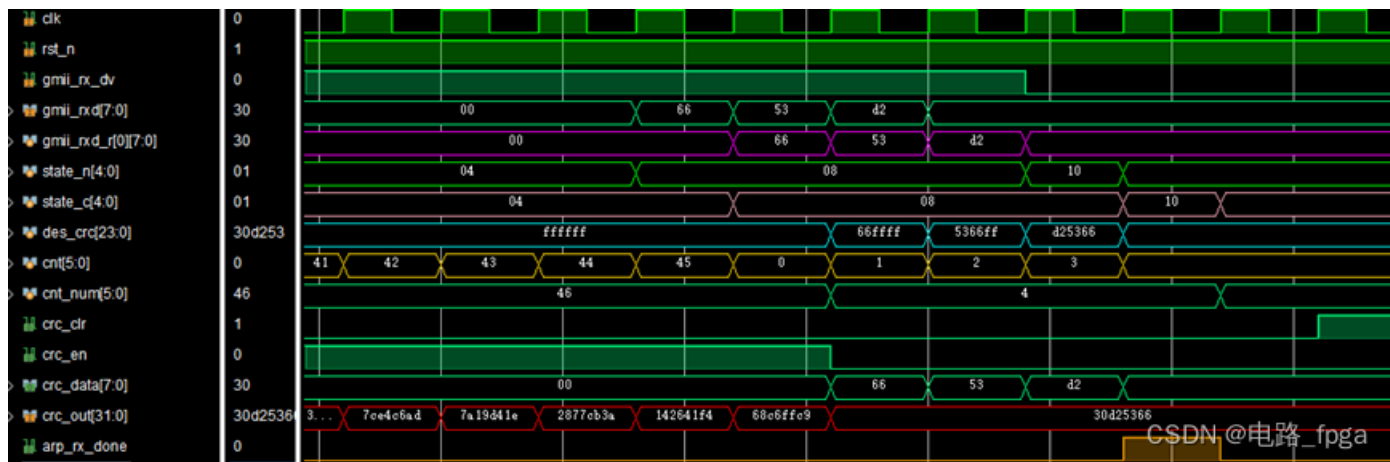 clk 0
rst_n 1
gmii_rx_dv 0
gmii_rxd[7:0] 30 00 66 53 d2
gmii_rxd_r[0][7:0] 30 00 66 53 d2
state_n[4:0] 01 04 08 10
state_c[4:0] 01 04 08 10
des_crc[23:0] 30d253 ffffff 66ffff 5366ff d25366
cnt[5:0] 0 41 42 43 44 45 0 1 2 3
cnt_num[5:0] 46 46 4
crc_clr 1
crc_en 0
crc_data[7:0] 30 00 66 53 d2
crc_out[31:0] 30d25366 3... 7ce4c6ad 7a19d41e 2877cb3a 142641f4 68c6ffc9 30d25366
arp_rx_done 0
CSDN @电路_fpga